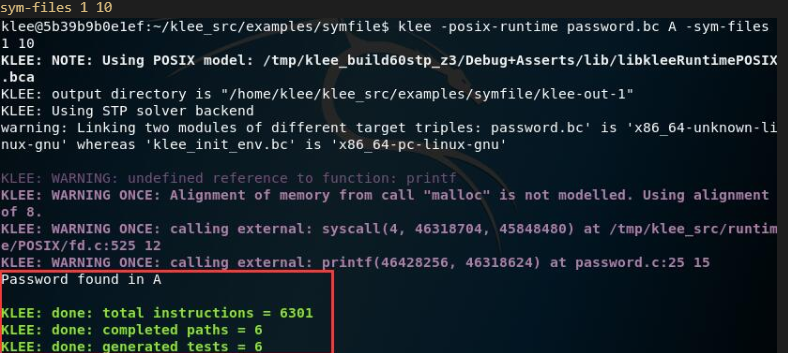 sym-files 1 10
klee@5b39b9b0e1ef:~/klee_src/examples/symfile$ klee -posix-runtime password.bc A -sym-files
1 10
KLEE: NOTE: Using POSIX model: /tmp/klee_build60stp_z3/Debug+Asserts/lib/libkleeRuntimePOSIX
.bca
KLEE: output directory is "/home/klee/klee_src/examples/symfile/klee-out-1"
KLEE: Using STP solver backend
warning: Linking two modules of different target triples: password.bc' is 'x86_64-unknown-li
nux-gnu' whereas 'klee_init_env.bc' is 'x86_64-pc-linux-gnu'
KLEE: WARNING: undefined reference to function: printf
KLEE: WARNING ONCE: Alignment of memory from call "malloc" is not modelled. Using alignment
of 8.
KLEE: WARNING ONCE: calling external: syscall(4, 46318704, 45848480) at /tmp/klee_src/runtim
e/POSIX/fd.c:525 12
KLEE: WARNING ONCE: calling external: printf(46428256, 46318624) at password.c:25 15
Password found in A
KLEE: done: total instructions = 6301
KLEE: done: completed paths = 6
KLEE: done: generated tests = 6